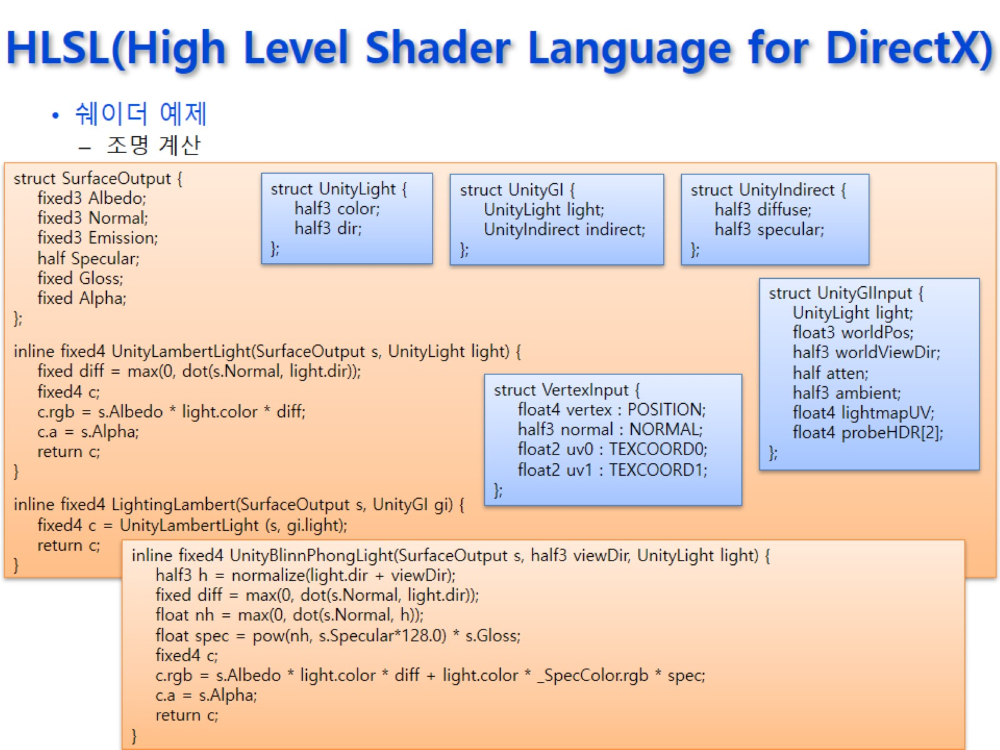 HLSL(High Level Shader Language for DirectX)
• 쉐이더 예제
– 조명 계산
struct SurfaceOutput {
fixed3 Albedo;
fixed3 Normal;
fixed3 Emission;
half Specular;
fixed Gloss;
fixed Alpha;
};
struct UnityLight {
half3 color;
half3 dir;
};
struct UnityGI {
UnityLight light;
UnityIndirect indirect;
};
struct UnityIndirect {
half3 diffuse;
half3 specular;
};
struct UnityGIInput {
UnityLight light;
float3 worldPos;
half3 worldViewDir;
half atten;
half3 ambient;
float4 lightmapUV;
float4 probeHDR[2];
};
inline fixed4 UnityLambertLight(SurfaceOutput s, UnityLight light) {
fixed diff = max(0, dot(s.Normal, light.dir));
fixed4 c;
c.rgb = s.Albedo * light.color * diff;
c.a = s.Alpha;
return c;
}
struct VertexInput {
float4 vertex : POSITION;
half3 normal : NORMAL;
float2 uv0 : TEXCOORD0;
float2 uv1 : TEXCOORD1;
};
inline fixed4 LightingLambert(SurfaceOutput s, UnityGI gi) {
fixed4 c = UnityLambertLight (s, gi.light);
return c;
}
inline fixed4 UnityBlinnPhongLight(SurfaceOutput s, half3 viewDir, UnityLight light) {
half3 h = normalize(light.dir + viewDir);
fixed diff = max(0, dot(s.Normal, light.dir));
float nh = max(0, dot(s.Normal, h));
float spec = pow(nh, s.Specular*128.0) * s.Gloss;
fixed4 c;
c.rgb = s.Albedo * light.color * diff + light.color * _SpecColor.rgb * spec;
c.a = s.Alpha;
return c;
}